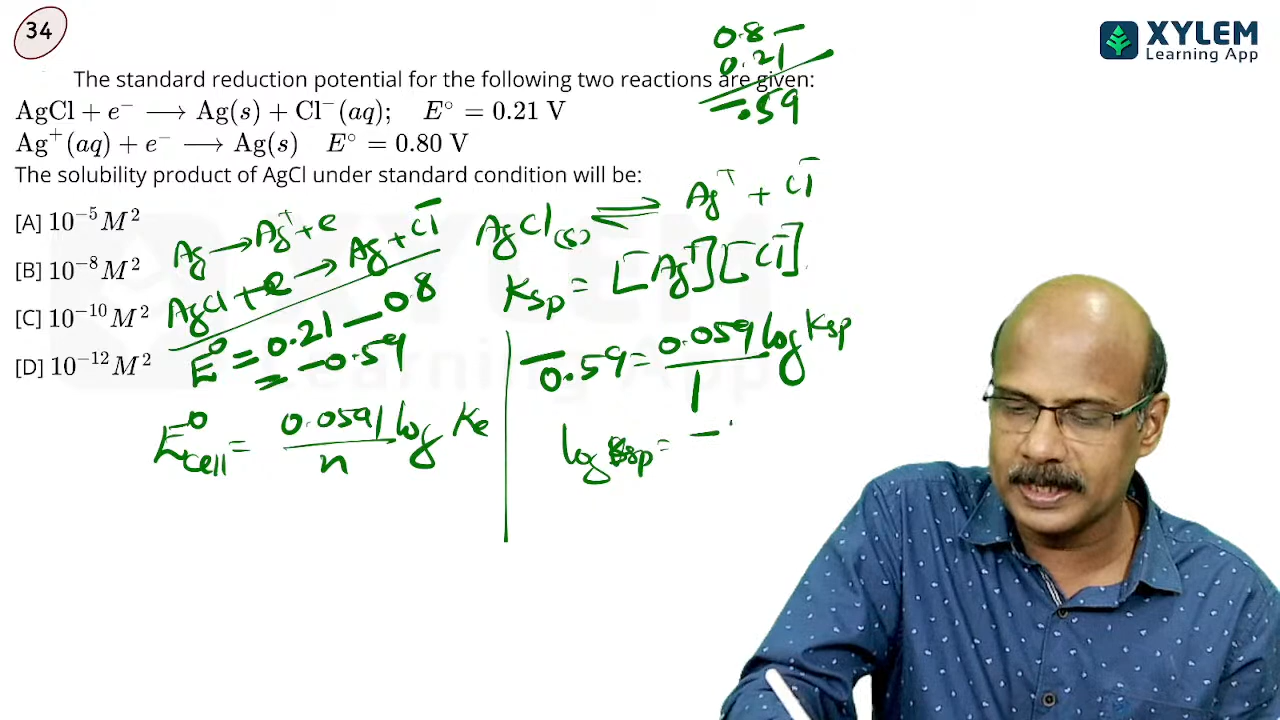 34
XYLEM
Learning App
The standard reduction potential for the following two reactions are given:
AgCl + e⁻ ⟶ Ag(s) + Cl⁻(aq); E° = 0.21 V
Ag⁺(aq) + e⁻ ⟶ Ag(s) E° = 0.80 V
The solubility product of AgCl under standard condition will be:
[A] 10⁻⁵ M²
[B] 10⁻⁸ M²
[C] 10⁻¹⁰ M²
[D] 10⁻¹² M²
0.8 –
0.21
–.59
Ag → Ag⁺ + e
AgCl + e → Ag + Cl⁻
E⁰ = 0.21 – 0.8
= –0.59
E⁰cell = 0.0591/n log Ke
AgCl(s) ⇌ Ag⁺ + Cl⁻
Ksp = [Ag⁺][Cl⁻]
–0.59 = 0.059/1 log Ksp
log Ksp = –